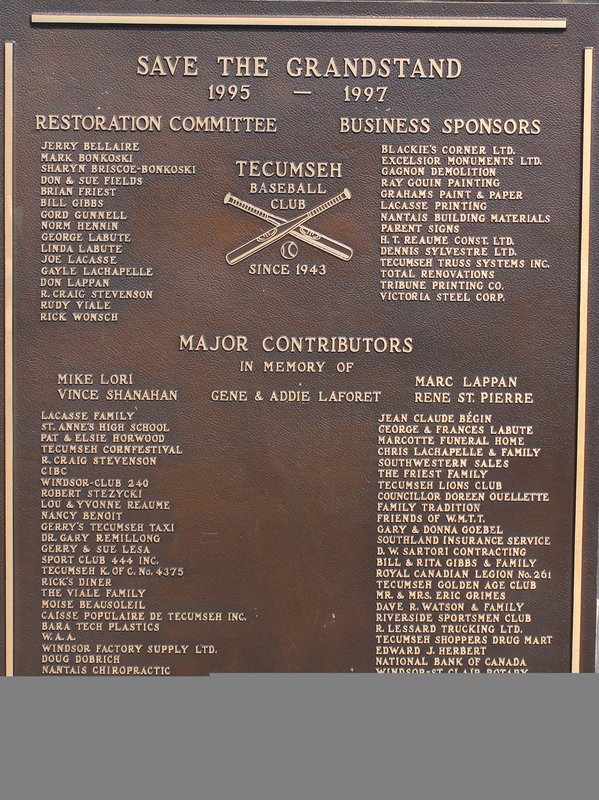 SAVE THE GRANDSTAND
1995 — 1997
RESTORATION COMMITTEE
JERRY BELLAIRE
MARK BONKOSKI
SHARYN BRISCOE-BONKOSKI
DON & SUE FIELDS
BRIAN FRIEST
BILL GIBBS
GORD GUNNELL
NORM HENNIN
GEORGE LABUTE
LINDA LABUTE
JOE LACASSE
GAYLE LACHAPELLE
DON LAPPAN
R. CRAIG STEVENSON
RUDY VIALE
RICK WONSCH
TECUMSEH
BASEBALL
CLUB
SINCE 1943
BUSINESS SPONSORS
BLACKIE'S CORNER LTD.
EXCELSIOR MONUMENTS LTD.
GAGNON DEMOLITION
RAY GOUIN PAINTING
GRAHAMS PAINT & PAPER
LACASSE PRINTING
NANTAIS BUILDING MATERIALS
PARENT SIGNS
H.T. REAUME CONST. LTD.
DENNIS SYLVESTRE LTD.
TECUMSEH TRUSS SYSTEMS INC.
TOTAL RENOVATIONS
TRIBUNE PRINTING CO.
VICTORIA STEEL CORP.
MAJOR CONTRIBUTORS
IN MEMORY OF
MIKE LORI
VINCE SHANAHAN
GENE & ADDIE LAFORET
MARC LAPPAN
RENE ST. PIERRE
LACASSE FAMILY
ST. ANNE'S HIGH SCHOOL
PAT & ELSIE HORWOOD
TECUMSEH CORNFESTIVAL
R. CRAIG STEVENSON
CIBC
WINDSOR-CLUB 240
ROBERT STEZYCKI
LOU & YVONNE REAUME
NANCY BENOIT
GERRY'S TECUMSEH TAXI
DR. GARY REMILLONG
GERRY & SUE LESA
SPORT CLUB 444 INC.
TECUMSEH K. OF C. No. 4375
RICK'S DINER
THE VIALE FAMILY
MOISE BEAUSOLEIL
CAISSE POPULAIRE DE TECUMSEH INC.
BARA TECH PLASTICS
W.A.A.
WINDSOR FACTORY SUPPLY LTD.
DOUG DOBRICH
NANTAIS CHIROPRACTIC
JEAN CLAUDE BÉGIN
GEORGE & FRANCES LABUTE
MARCOTTE FUNERAL HOME
CHRIS LACHAPELLE & FAMILY
SOUTHWESTERN SALES
THE FRIEST FAMILY
TECUMSEH LIONS CLUB
COUNCILLOR DOREEN OUELLETTE
FAMILY TRADITION
FRIENDS OF W.M.T.T.
GARY & DONNA GOEBEL
SOUTHLAND INSURANCE SERVICE
D. W. SARTORI CONTRACTING
BILL & RITA GIBBS & FAMILY
ROYAL CANADIAN LEGION No. 261
TECUMSEH GOLDEN AGE CLUB
MR. & MRS. ERIC GRIMES
DAVE R. WATSON & FAMILY
RIVERSIDE SPORTSMEN CLUB
R. LESSARD TRUCKING LTD.
TECUMSEH SHOPPERS DRUG MART
EDWARD J. HERBERT
NATIONAL BANK OF CANADA
WINDSOR-ST. CLAIR ROTARY